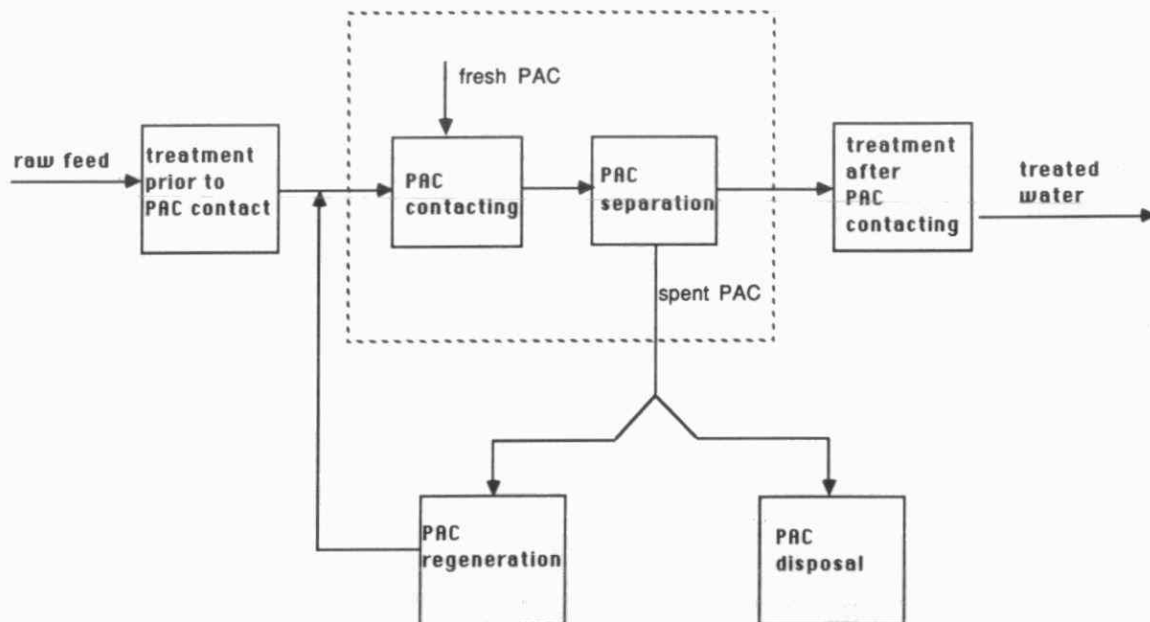 fresh PAC
raw feed
treatment
prior to
PAC contact
PAC
contacting
PAC
separation
treatment
after
PAC
contacting
treated
water
spent PAC
PAC
regeneration
PAC
disposal